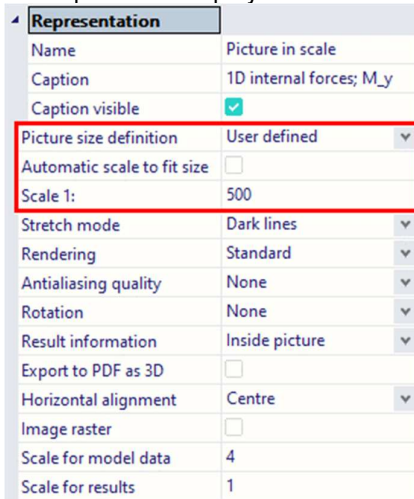 Representation
Name Picture in scale
Caption 1D internal forces; M_y
Caption visible
Picture size definition User defined
Automatic scale to fit size
Scale 1: 500
Stretch mode Dark lines
Rendering Standard
Antialiasing quality None
Rotation None
Result information Inside picture
Export to PDF as 3D
Horizontal alignment Centre
Image raster
Scale for model data 4
Scale for results 1